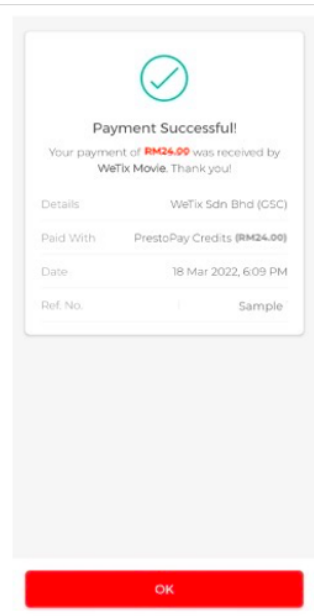 Payment Successful!
Your payment of RM24.00 was received by
WeTix Movie. Thank you!
Details WeTix Sdn Bhd (GSC)
Paid With PrestoPay Credits (RM24.00)
Date 18 Mar 2022, 6:09 PM
Ref. No. Sample
OK